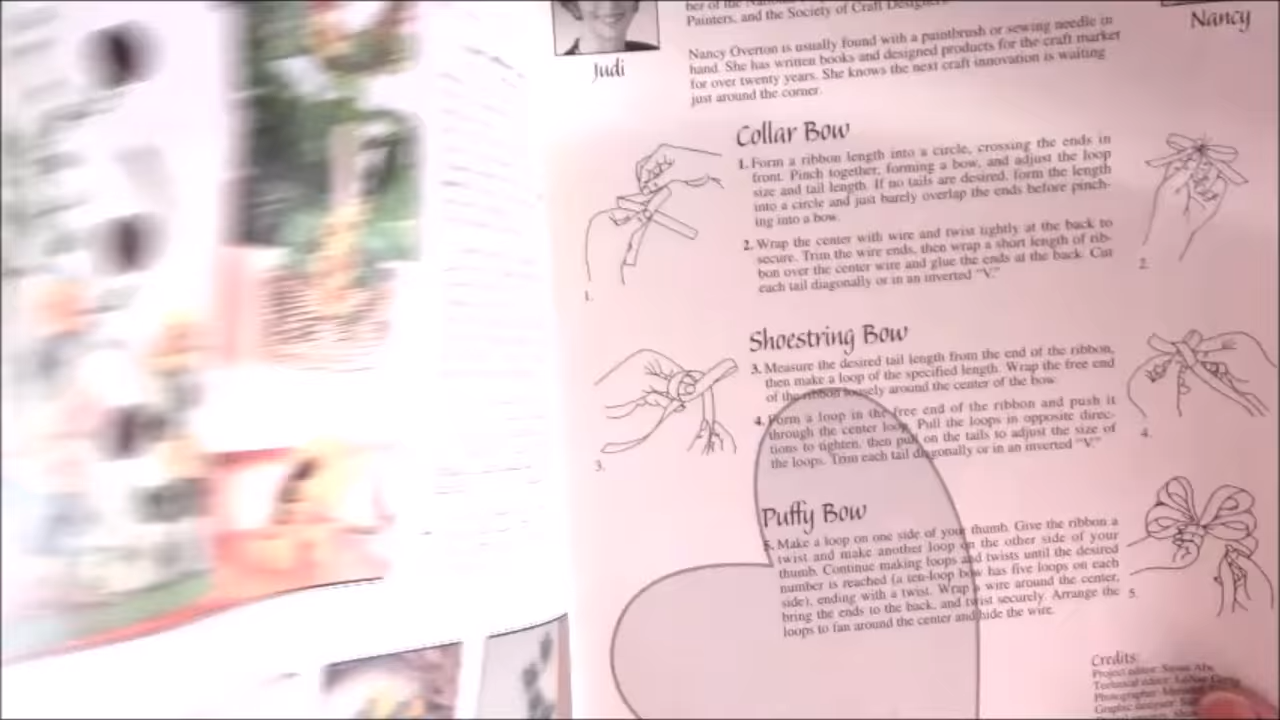 Painters, and the Society of Craft Designers
Judi
Nancy
Nancy Overton is usually found with a paintbrush or sewing needle in
hand. She has written books and designed products for the craft market
for over twenty years. She knows the next craft innovation is waiting
just around the corner.
Collar Bow
1. Form a ribbon length into a circle, crossing the ends in
front. Pinch together, forming a bow, and adjust the loop
size and tail length. If no tails are desired, form the length
into a circle and just barely overlap the ends before pinch-
ing into a bow.
2. Wrap the center with wire and twist tightly at the back to
secure. Trim the wire ends, then wrap a short length of rib-
bon over the center wire and glue the ends at the back. Cut
each tail diagonally or in an inverted "V."
1.
2.
Shoestring Bow
3. Measure the desired tail length from the end of the ribbon,
then make a loop of the specified length. Wrap the free end
of the ribbon loosely around the center of the bow.
4. Form a loop in the free end of the ribbon and push it
through the center loop. Pull the loops in opposite direc-
tions to tighten, then pull on the tails to adjust the size of
the loops. Trim each tail diagonally or in an inverted "V."
3.
4.
Puffy Bow
5. Make a loop on one side of your thumb. Give the ribbon a
twist and make another loop on the other side of your
thumb. Continue making loops and twists until the desired
number is reached (a ten-loop bow has five loops on each
side), ending with a twist. Wrap a wire around the center,
bring the ends to the back, and twist securely. Arrange the
loops to fan around the center and hide the wire.
5.
Credits:
Project editor: Susan
Technical editor:
Photographer:
Graphic designer: